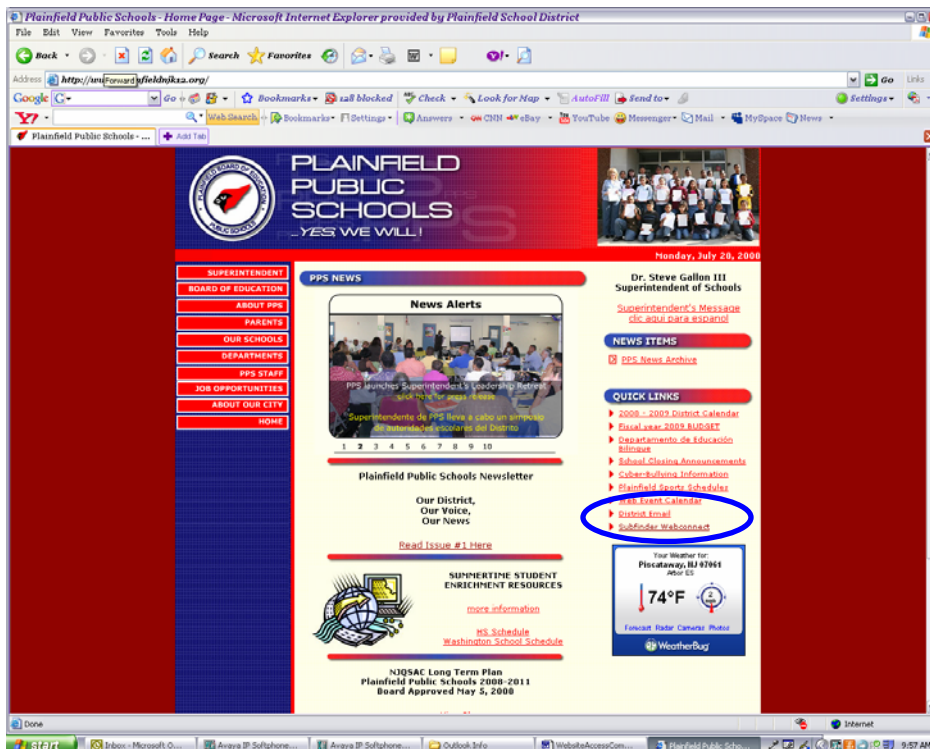 Plainfield Public Schools - Home Page - Microsoft Internet Explorer provided by Plainfield School District
File Edit View Favorites Tools Help
Back Search Favorites
Address Forward Go Links
Google Go Bookmarks 128 blocked Check Look for Map AutoFill Send to Settings
Web Search Bookmarks Settings Answers CNN eBay YouTube Messenger Mail MySpace News
Plainfield Public Schools - ... Add Tab
PLAINFIELD BOARD OF EDUCATION
PUBLIC SCHOOLS
PLAINFIELD
PUBLIC
SCHOOLS
...YES, WE WILL!
Monday, July 28, 2008
SUPERINTENDENT
BOARD OF EDUCATION
ABOUT PPS
PARENTS
OUR SCHOOLS
DEPARTMENTS
PPS STAFF
JOB OPPORTUNITIES
ABOUT OUR CITY
HOME
PPS NEWS
News Alerts
PPS launches Superintendent's Leadership Retreat
click here for press release
Superintendente de PPS lleva a cabo un simposio
de autoridades escolares del Distrito
1 2 3 4 5 6 7 8 9 10
Plainfield Public Schools Newsletter
Our District,
Our Voice,
Our News
Read Issue #1 Here
SUMMERTIME STUDENT
ENRICHMENT RESOURCES
more information
HS Schedule
Washington School Schedule
NJQSAC Long Term Plan
Plainfield Public Schools 2008-2011
Board Approved May 5, 2008
Dr. Steve Gallon III
Superintendent of Schools
Superintendent's Message
clic aqui para espanol
NEWS ITEMS
PPS News Archive
QUICK LINKS
2008 - 2009 District Calendar
Fiscal year 2009 BUDGET
Departamento de Educación
Bilingue
School Closing Announcements
Cyber-Bullying Information
Plainfield Sports Schedules
Web Event Calendar
District Email
Subfinder Webconnect
Your Weather for:
Piscataway, NJ 07061
Arbor ES
74°F
Forecast Radar Cameras Photos
WeatherBug
Done Internet
start Inbox - Microsoft O... Avaya IP Softphone... Avaya IP Softphone... Outlook Info WebsiteAccessCom... Plainfield Public Scho... 9:57 AM